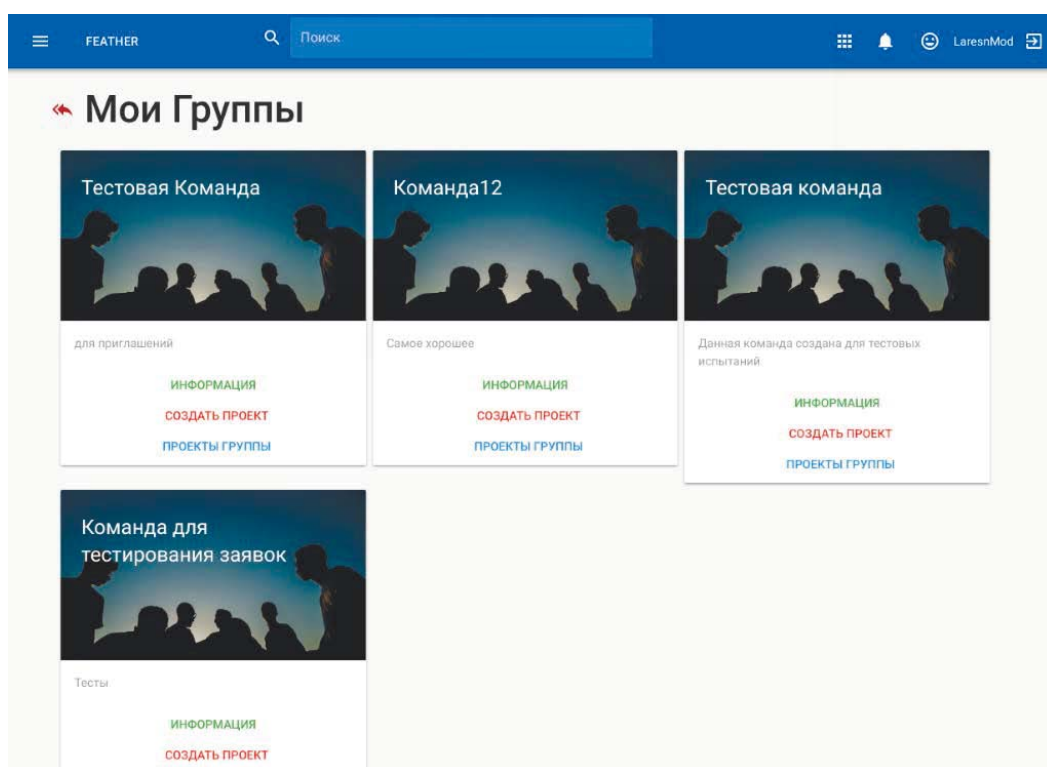 FEATHER
Поиск
LaresnMod
Мои Группы
Тестовая Команда
для приглашений
ИНФОРМАЦИЯ
СОЗДАТЬ ПРОЕКТ
ПРОЕКТЫ ГРУППЫ
Команда12
Самое хорошее
ИНФОРМАЦИЯ
СОЗДАТЬ ПРОЕКТ
ПРОЕКТЫ ГРУППЫ
Тестовая команда
Данная команда создана для тестовых
испытаний
ИНФОРМАЦИЯ
СОЗДАТЬ ПРОЕКТ
ПРОЕКТЫ ГРУППЫ
Команда для
тестирования заявок
Тесты
ИНФОРМАЦИЯ
СОЗДАТЬ ПРОЕКТ